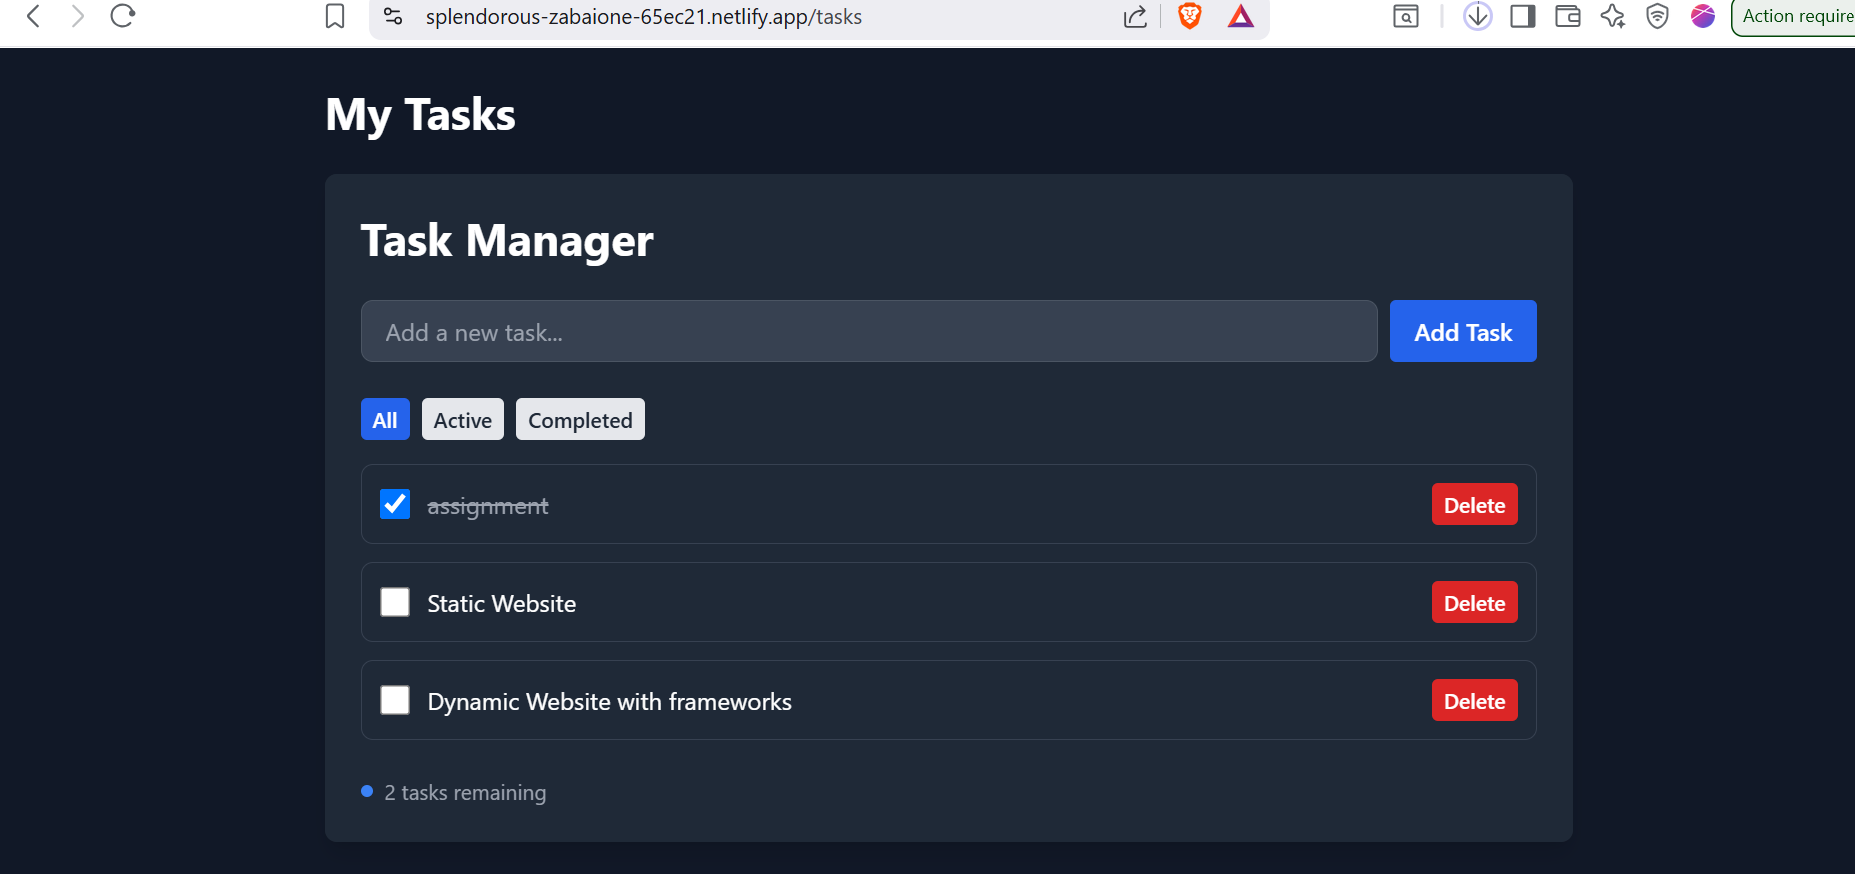 splendorous-zabaione-65ec21.netlify.app/tasks
Action require
My Tasks
Task Manager
Add a new task...
Add Task
All
Active
Completed
assignment
Delete
Static Website
Delete
Dynamic Website with frameworks
Delete
2 tasks remaining